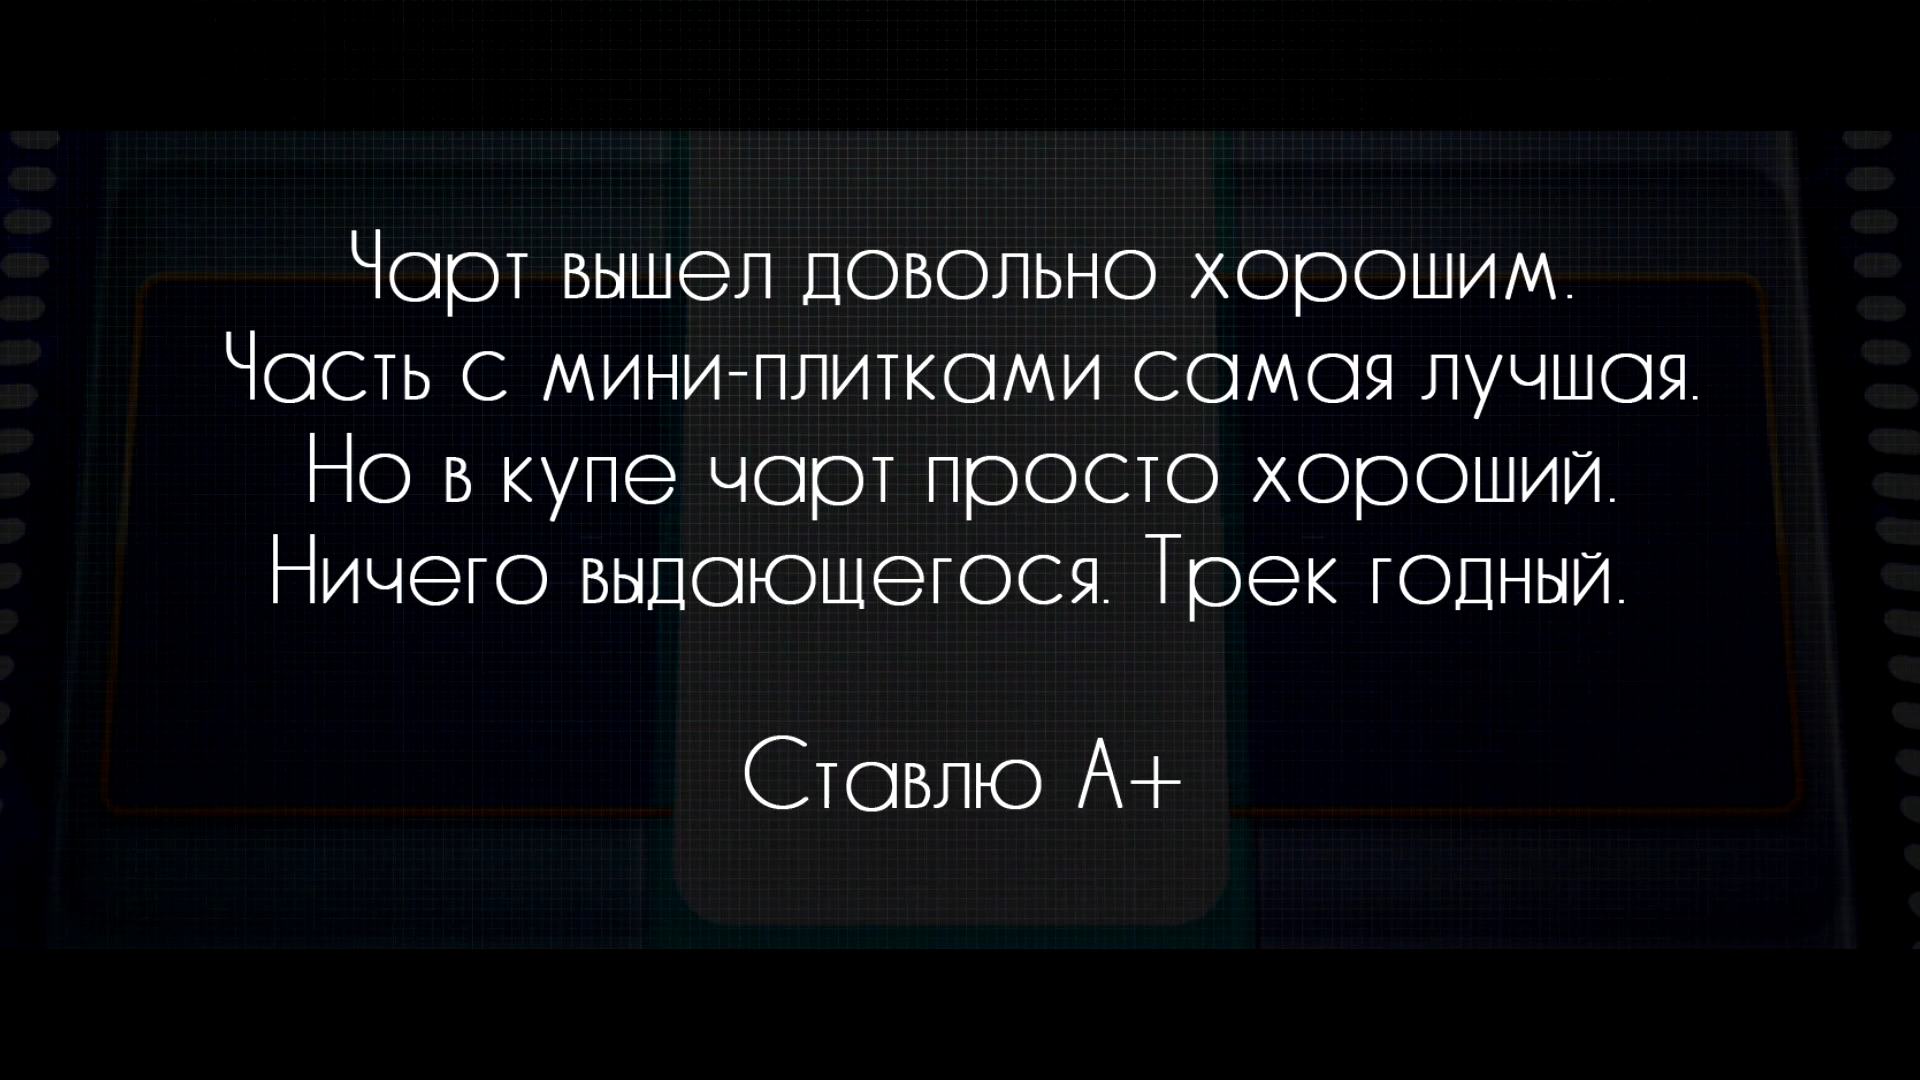 Чарт вышел довольно хорошим.
Часть с мини-плитками самая лучшая.
Но в купе чарт просто хороший.
Ничего выдающегося. Трек годный.
Ставлю А+